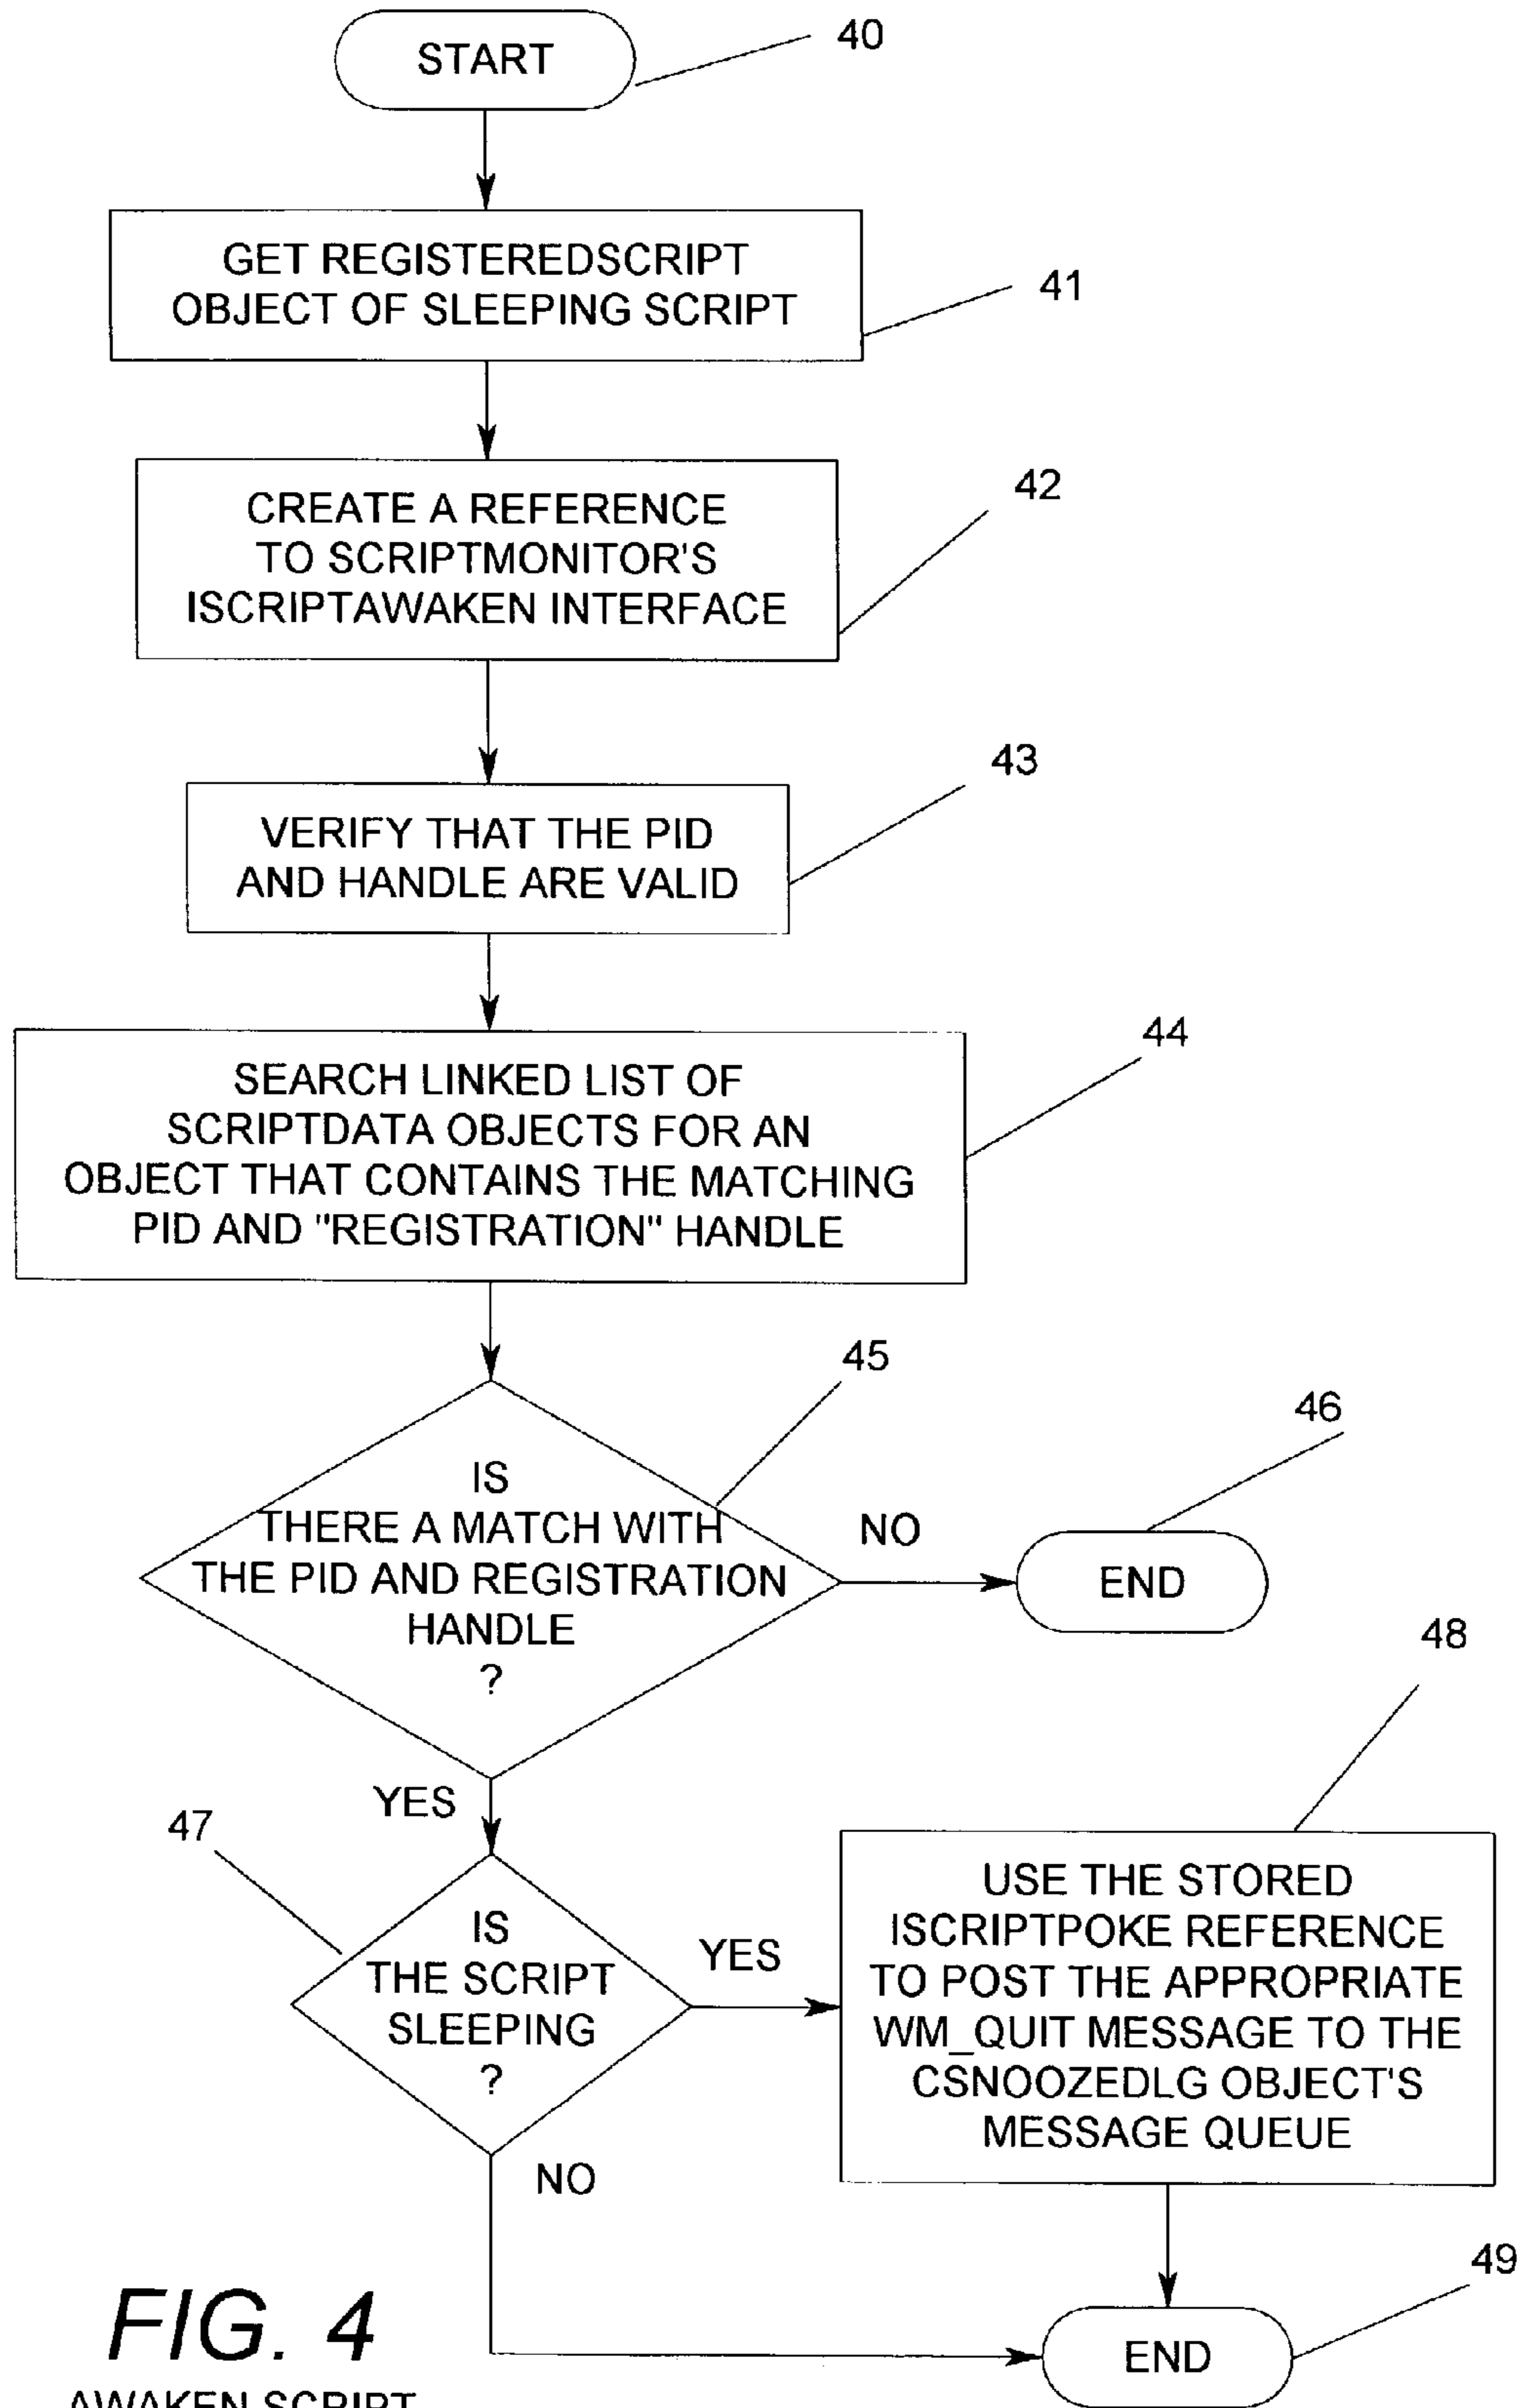 START
40
GET REGISTEREDSCRIPT
OBJECT OF SLEEPING SCRIPT
41
CREATE A REFERENCE
TO SCRIPTMONITOR'S
ISCRIPTAWAKEN INTERFACE
42
VERIFY THAT THE PID
AND HANDLE ARE VALID
43
SEARCH LINKED LIST OF
SCRIPTDATA OBJECTS FOR AN
OBJECT THAT CONTAINS THE MATCHING
PID AND "REGISTRATION" HANDLE
44
IS
THERE A MATCH WITH
THE PID AND REGISTRATION
HANDLE
?
45
NO
END
46
YES
IS
THE SCRIPT
SLEEPING
?
47
YES
USE THE STORED
ISCRIPTPOKE REFERENCE
TO POST THE APPROPRIATE
WM_QUIT MESSAGE TO THE
CSNOOZEDLG OBJECT'S
MESSAGE QUEUE
48
NO
END
49
FIG. 4
AWAKEN SCRIPT